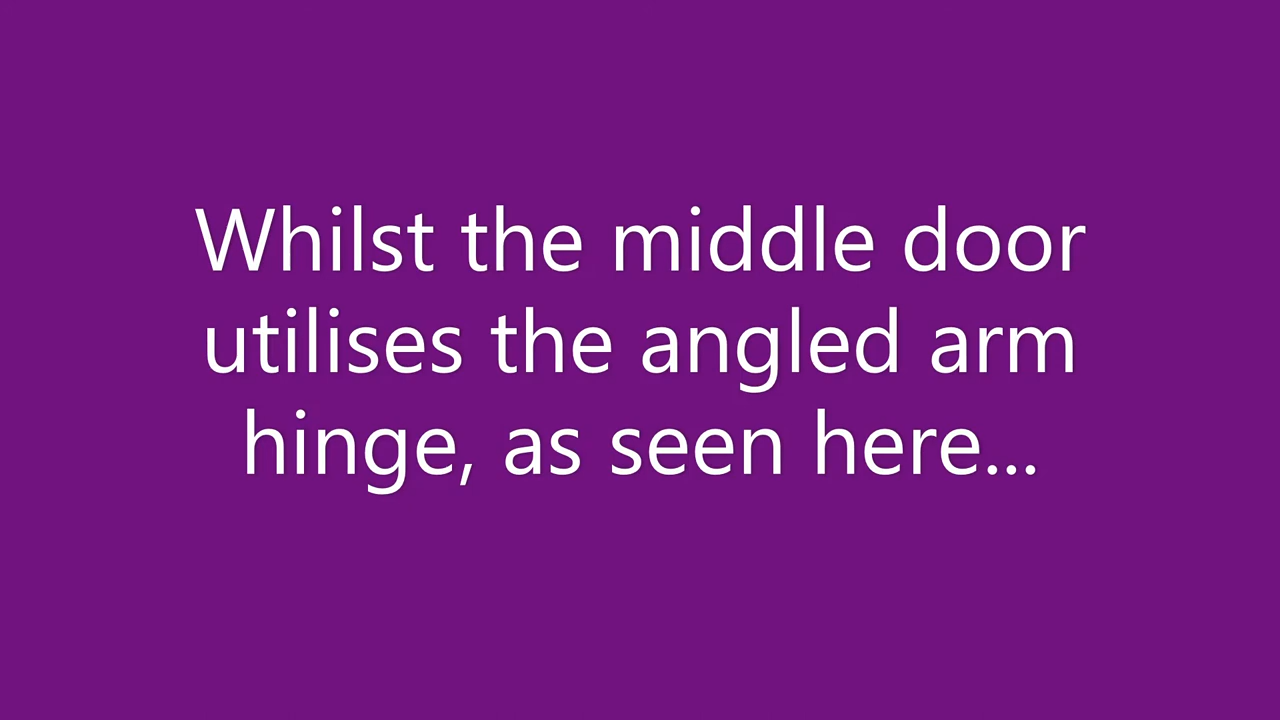 Whilst the middle door
utilises the angled arm
hinge, as seen here...